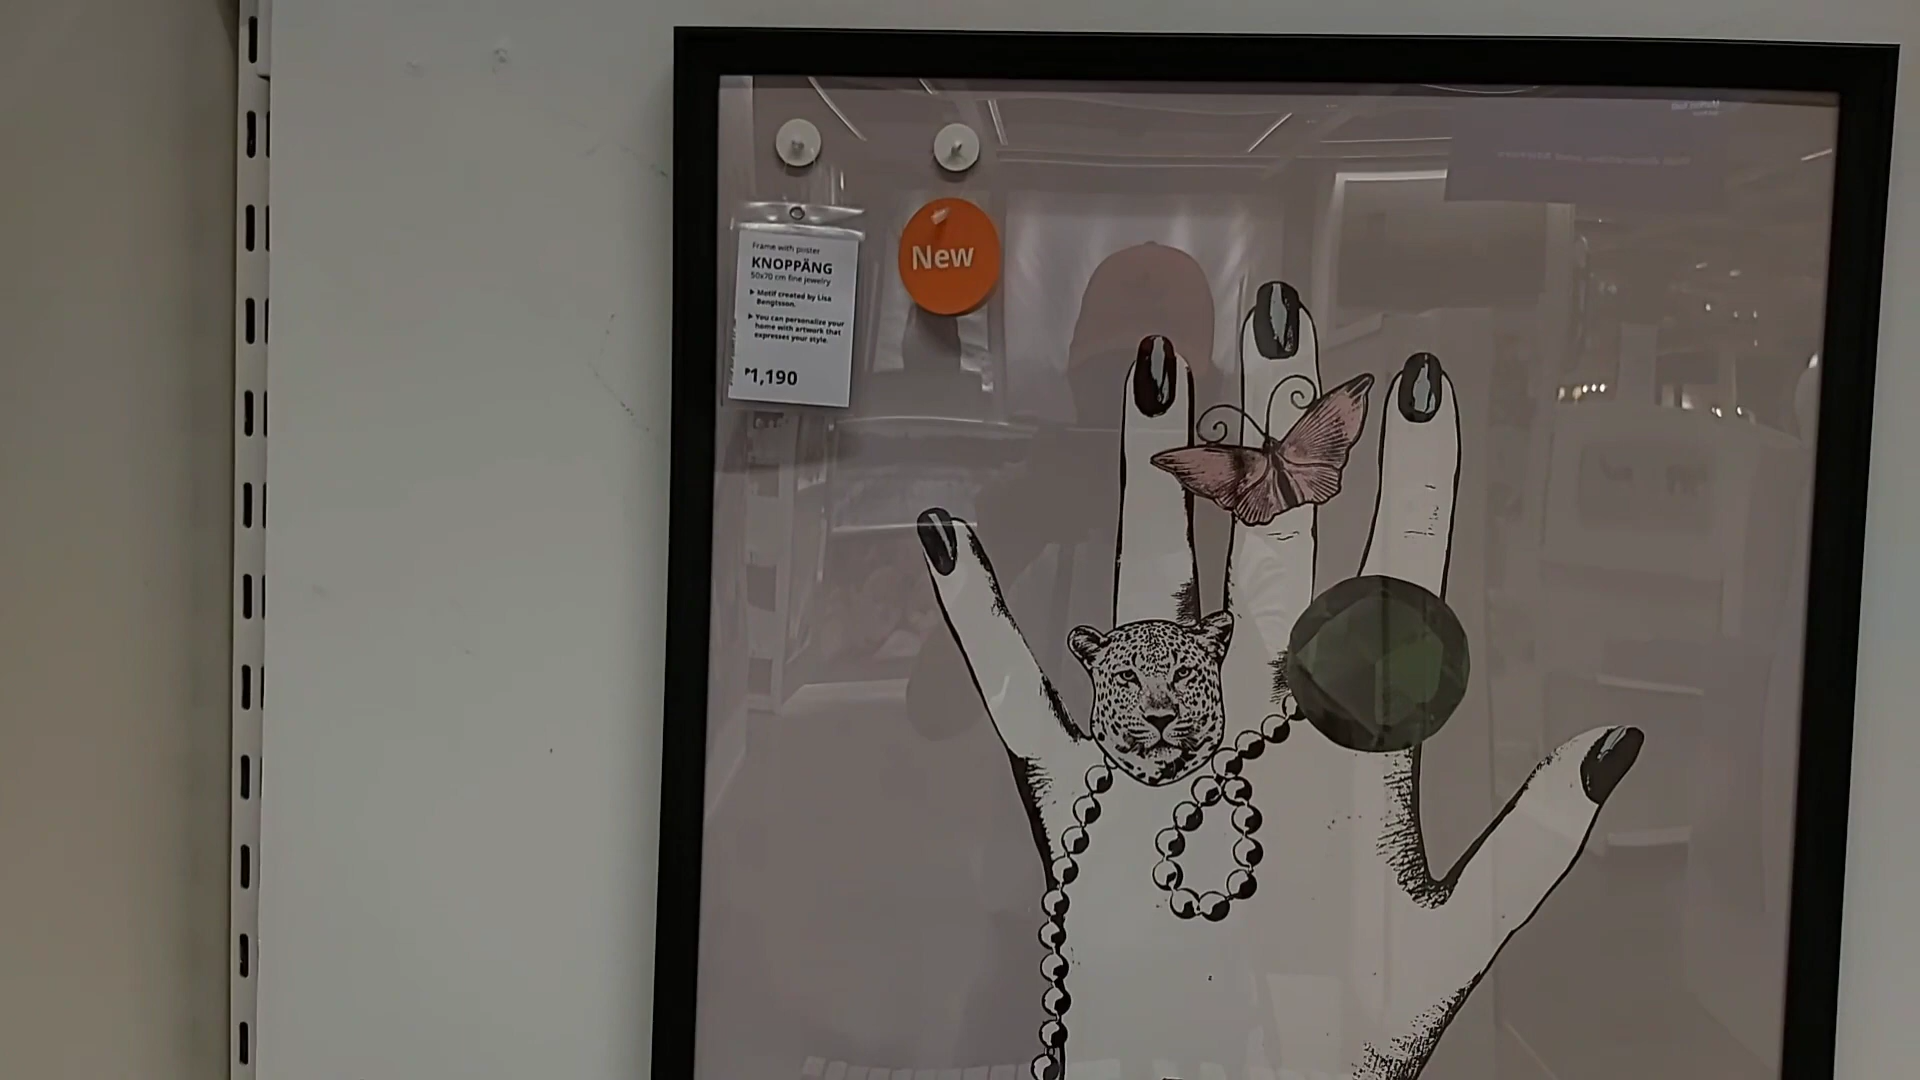 Frame with poster
KNOPPÄNG
50x70 cm fine jewelry
▶ Motif created by Lisa
Bengtsson.
▶ You can personalize your
home with artwork that
expresses your style.
₱1,190
New